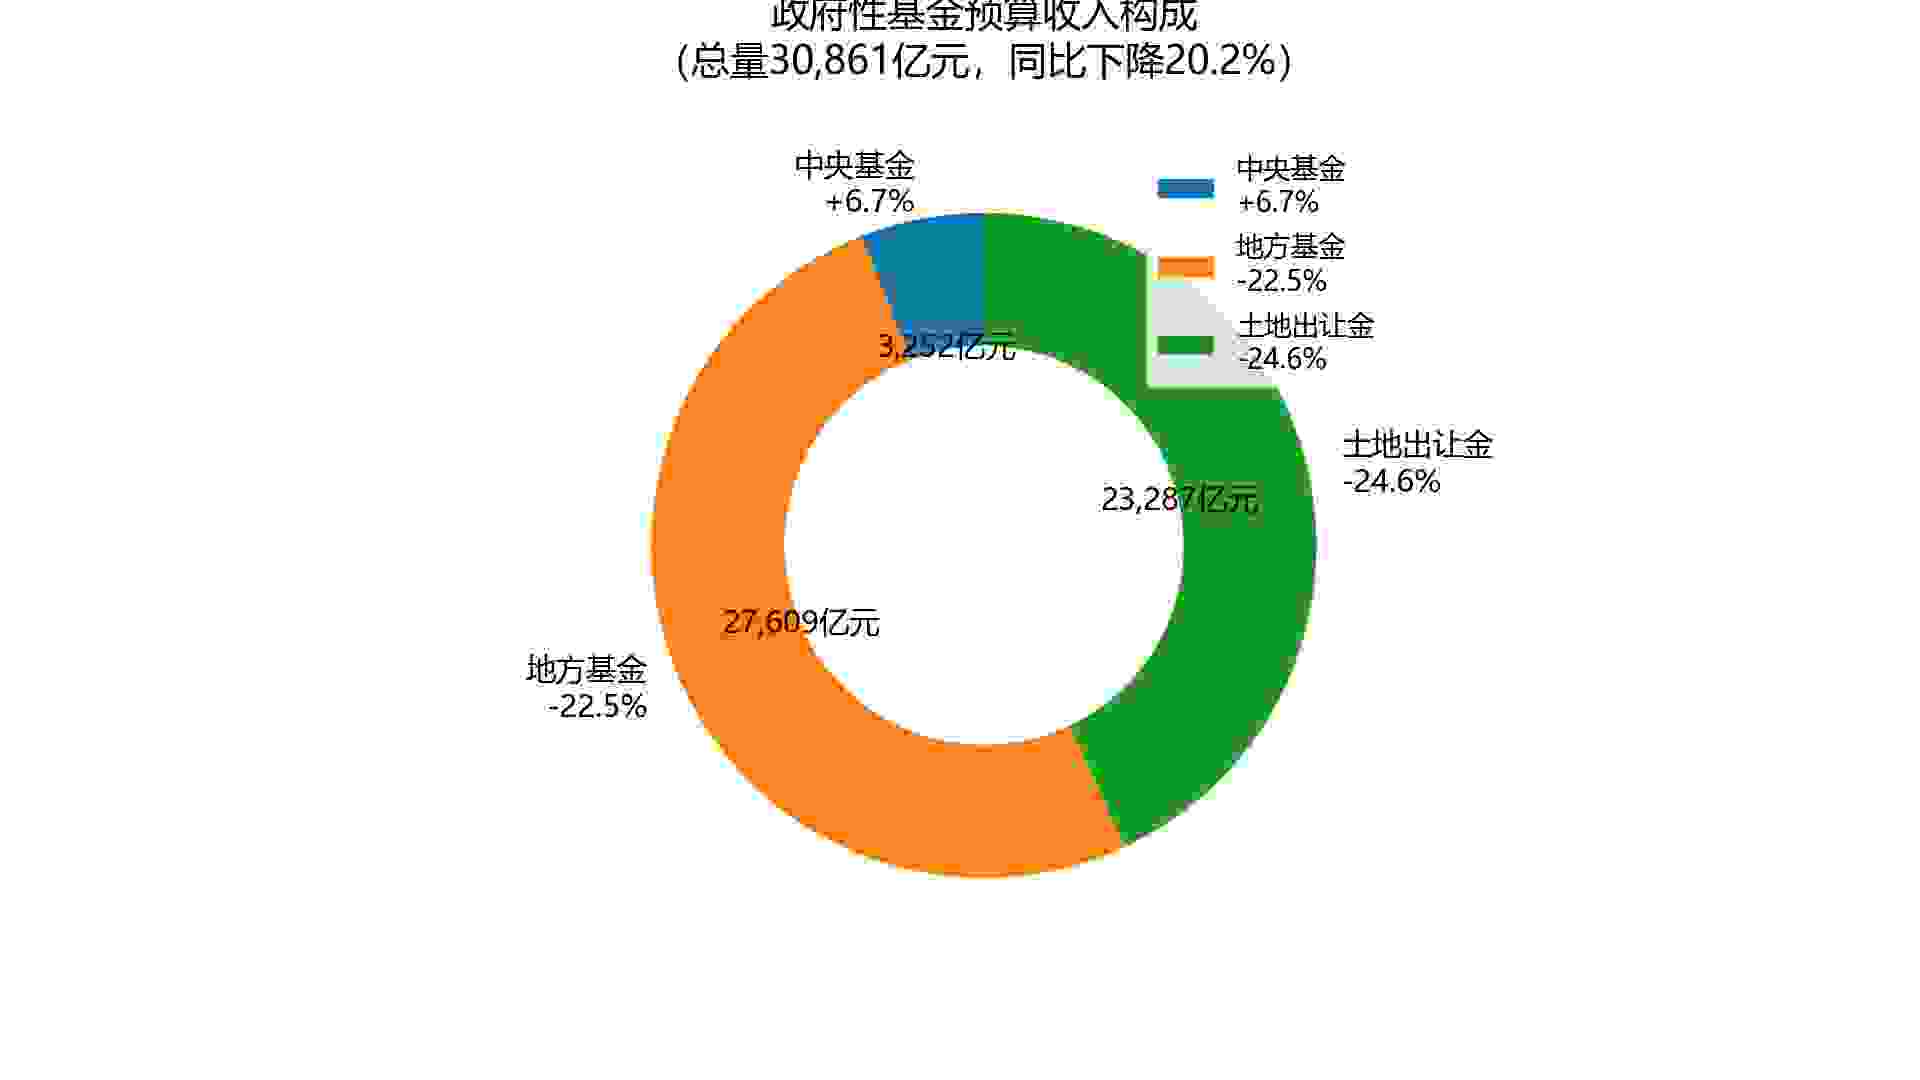 政府性基金预算收入构成
（总量30,861亿元，同比下降20.2%）
中央基金
+6.7%
中央基金
+6.7%
地方基金
-22.5%
土地出让金
-24.6%
3,252亿元
土地出让金
-24.6%
23,287亿元
27,609亿元
地方基金
-22.5%